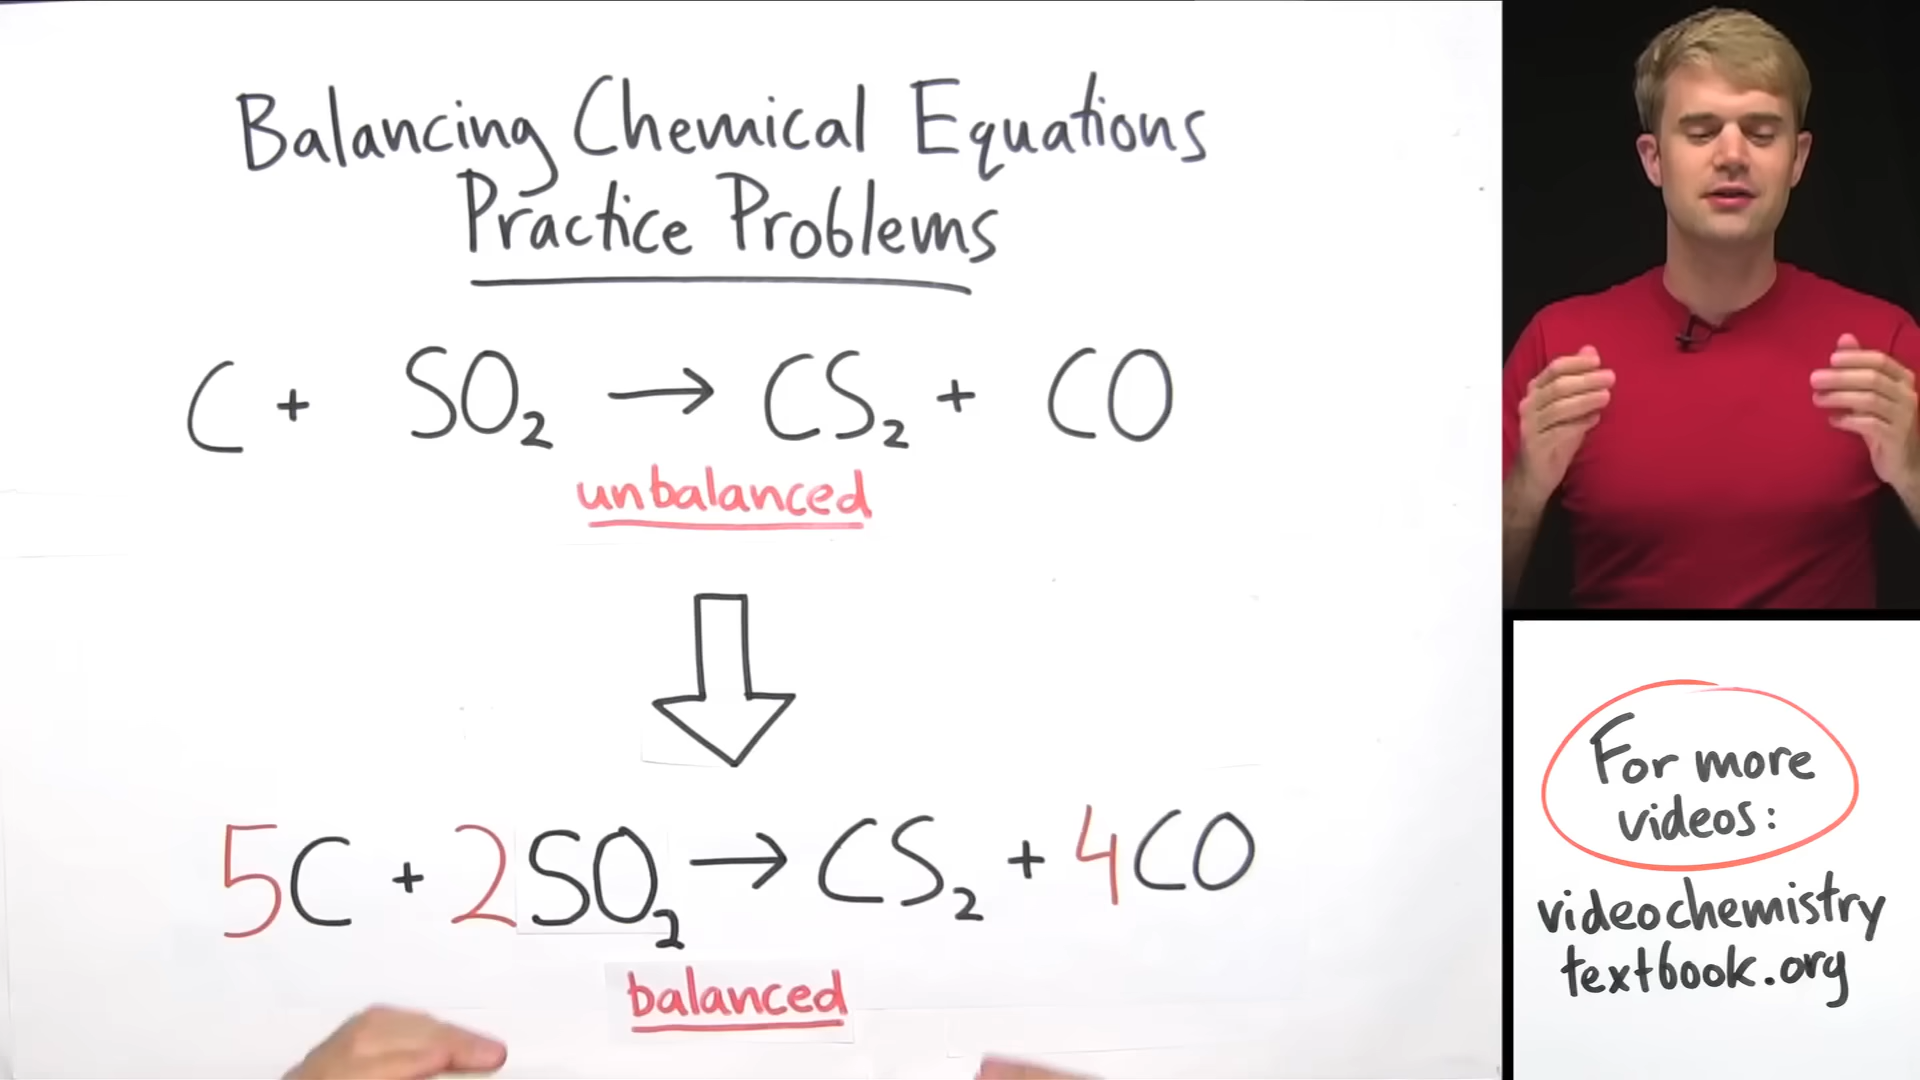 Balancing Chemical Equations
Practice Problems
C + SO₂ → CS₂ + CO
unbalanced
5C + 2SO₂ → CS₂ + 4CO
balanced
For more
videos:
videochemistry
textbook.org